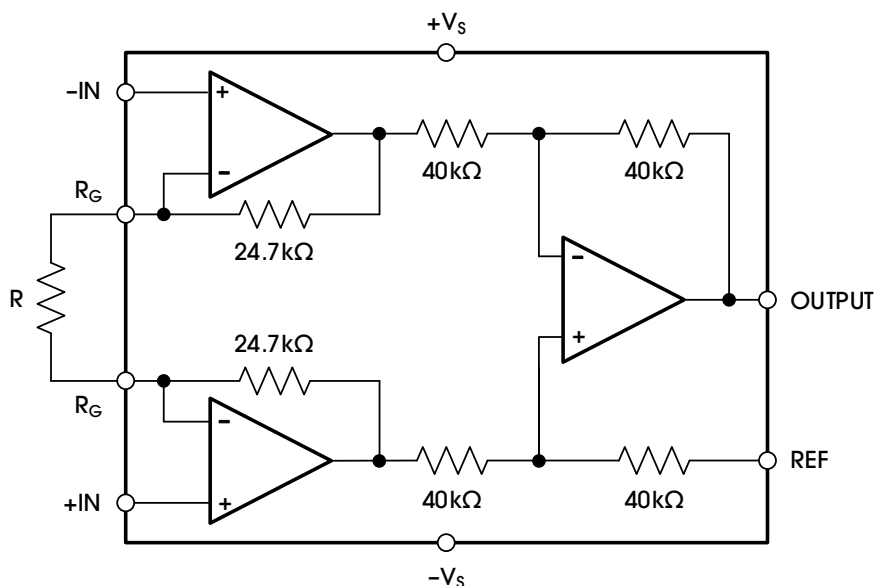 +VS
–IN
+
–
40kΩ
40kΩ
RG
24.7kΩ
–
R
OUTPUT
+
24.7kΩ
RG
–
REF
+IN
+
40kΩ
40kΩ
–VS